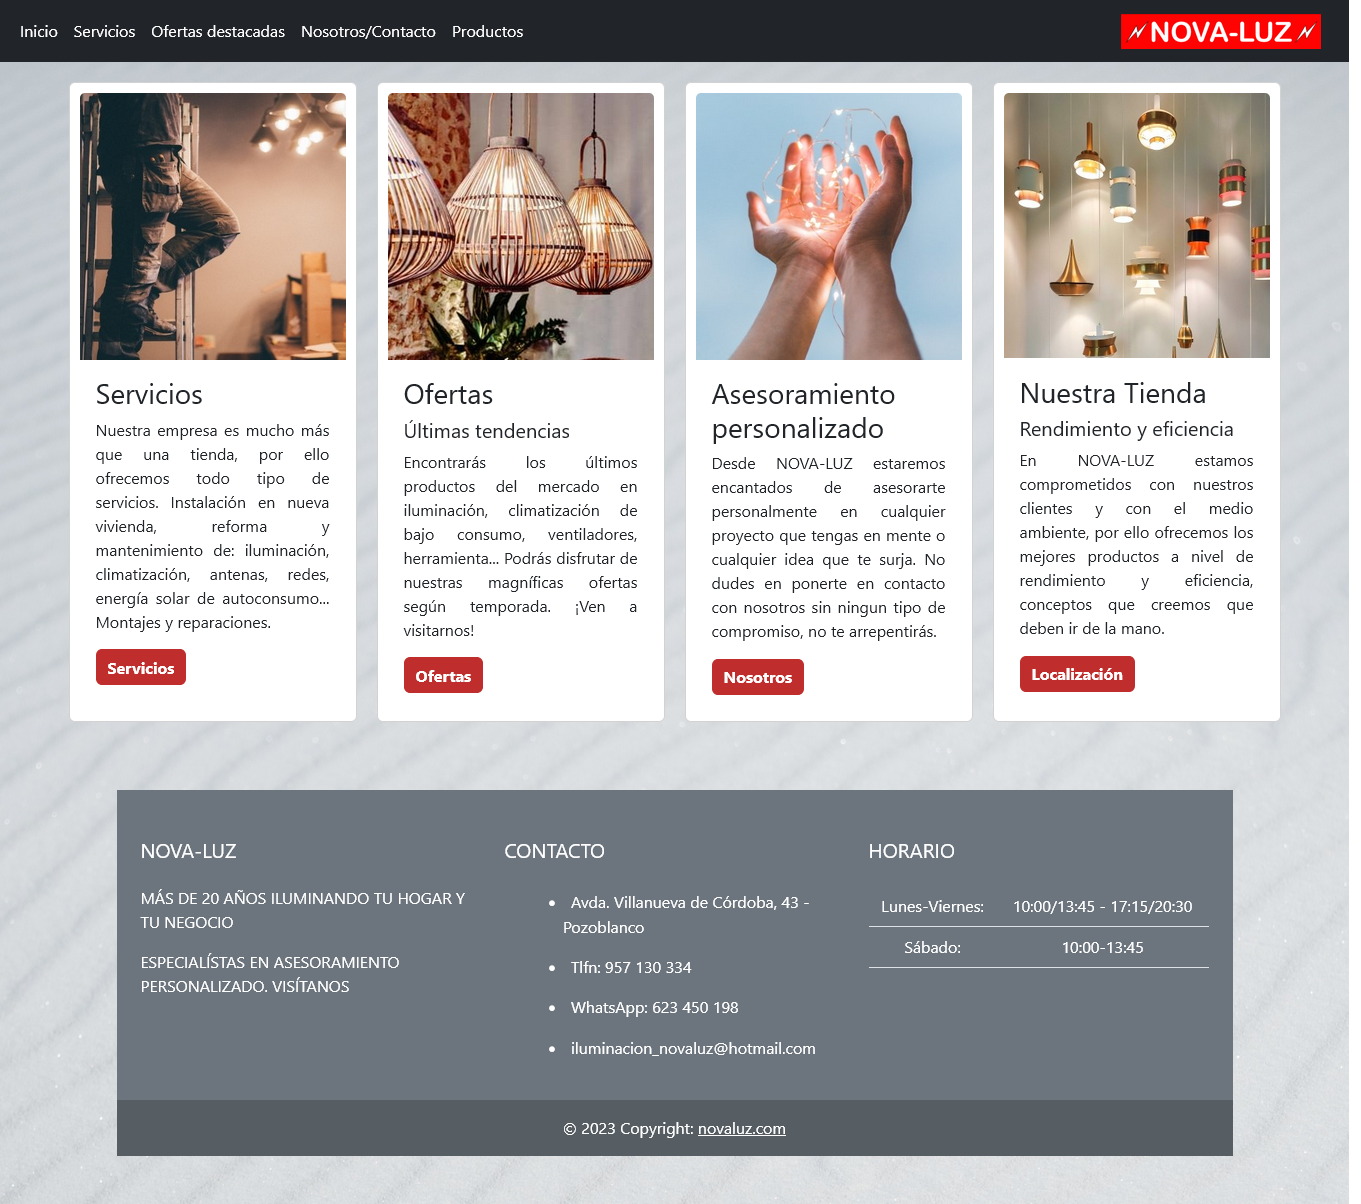 Inicio Servicios Ofertas destacadas Nosotros/Contacto Productos
NOVA-LUZ
Servicios
Nuestra empresa es mucho más
que una tienda, por ello
ofrecemos todo tipo de
servicios. Instalación en nueva
vivienda, reforma y
mantenimiento de: iluminación,
climatización, antenas, redes,
energía solar de autoconsumo...
Montajes y reparaciones.
Servicios
Ofertas
Últimas tendencias
Encontrarás los últimos
productos del mercado en
iluminación, climatización de
bajo consumo, ventiladores,
herramienta... Podrás disfrutar de
nuestras magníficas ofertas
según temporada. ¡Ven a
visitarnos!
Ofertas
Asesoramiento
personalizado
Desde NOVA-LUZ estaremos
encantados de asesorarte
personalmente en cualquier
proyecto que tengas en mente o
cualquier idea que te surja. No
dudes en ponerte en contacto
con nosotros sin ningun tipo de
compromiso, no te arrepentirás.
Nosotros
Nuestra Tienda
Rendimiento y eficiencia
En NOVA-LUZ estamos
comprometidos con nuestros
clientes y con el medio
ambiente, por ello ofrecemos los
mejores productos a nivel de
rendimiento y eficiencia,
conceptos que creemos que
deben ir de la mano.
Localización
NOVA-LUZ
MÁS DE 20 AÑOS ILUMINANDO TU HOGAR Y
TU NEGOCIO
ESPECIALÍSTAS EN ASESORAMIENTO
PERSONALIZADO. VISÍTANOS
CONTACTO
• Avda. Villanueva de Córdoba, 43 -
Pozoblanco
• Tlfn: 957 130 334
• WhatsApp: 623 450 198
• iluminacion_novaluz@hotmail.com
HORARIO
Lunes-Viernes: 10:00/13:45 - 17:15/20:30
Sábado: 10:00-13:45
© 2023 Copyright: novaluz.com